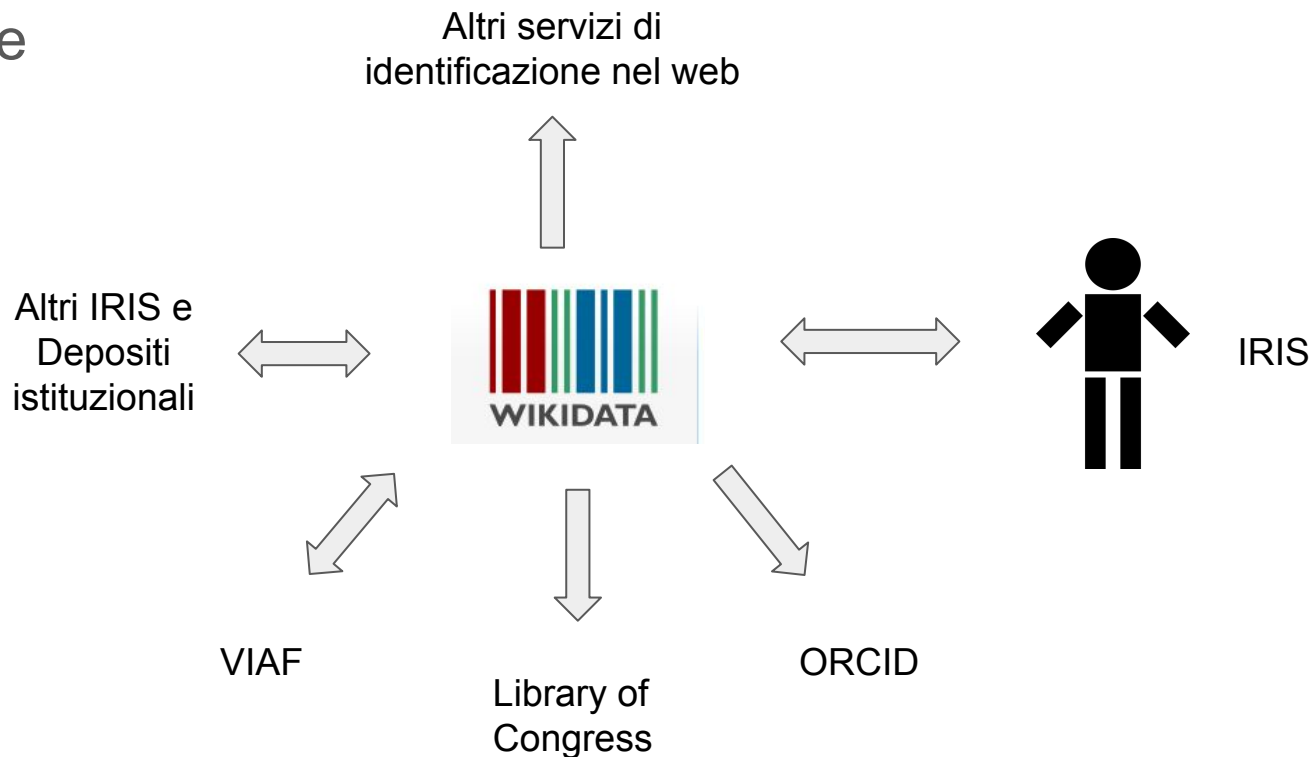 e
Altri servizi di
identificazione nel web
Altri IRIS e
Depositi
istituzionali
WIKIDATA
IRIS
VIAF
ORCID
Library of
Congress